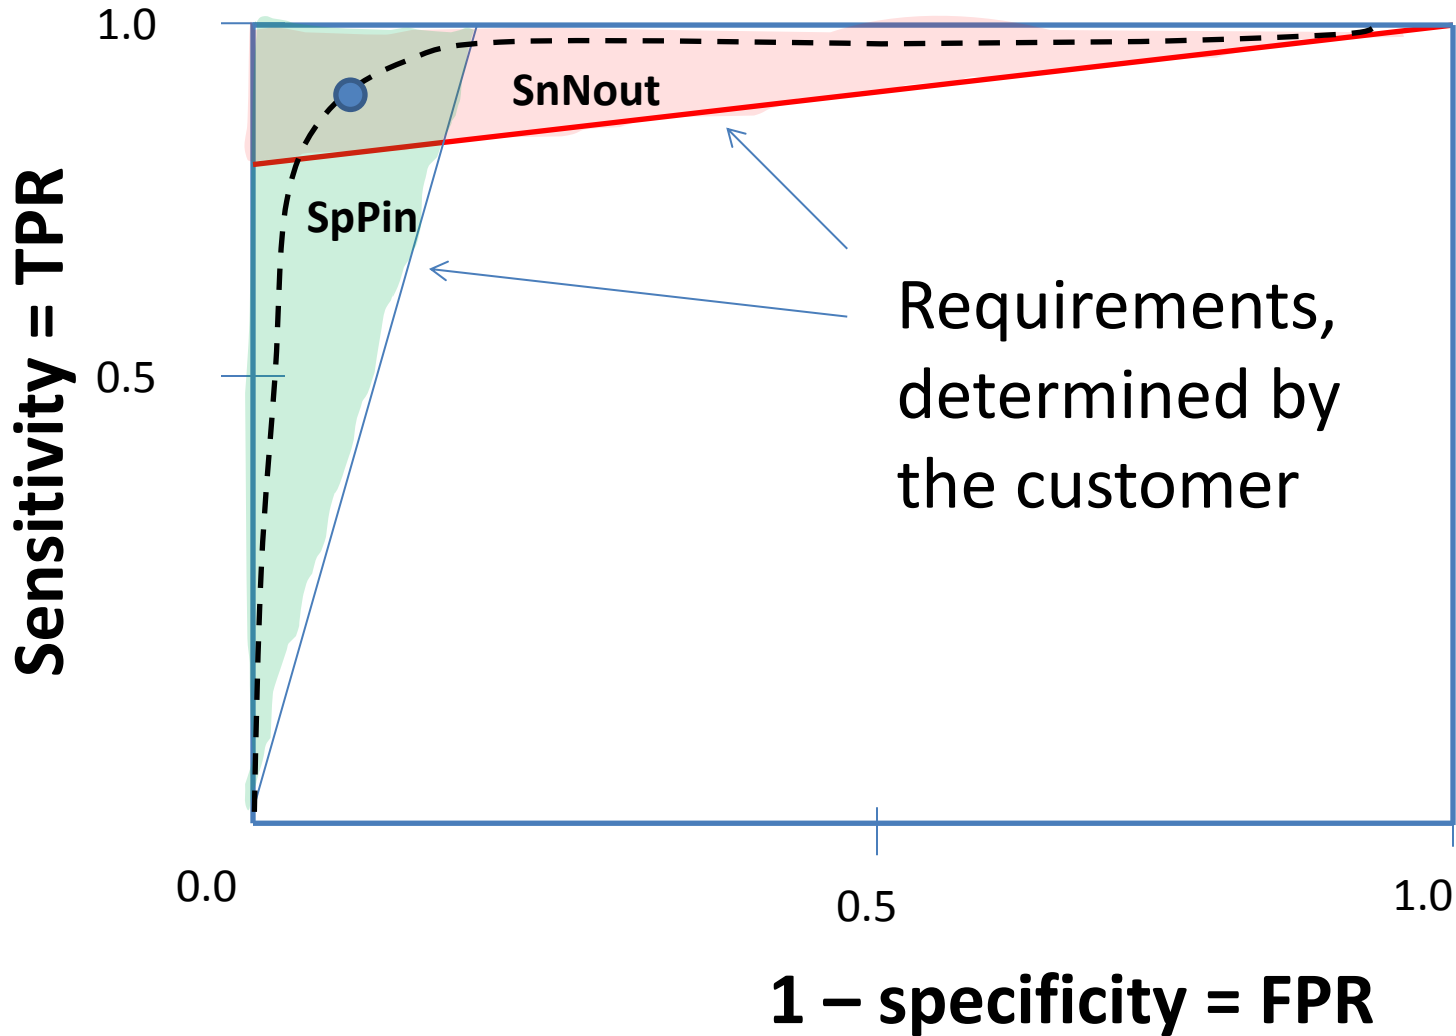 1.0
SnNout
SpPin
Sensitivity = TPR
0.5
Requirements,
determined by
the customer
0.0
0.5
1.0
1 – specificity = FPR